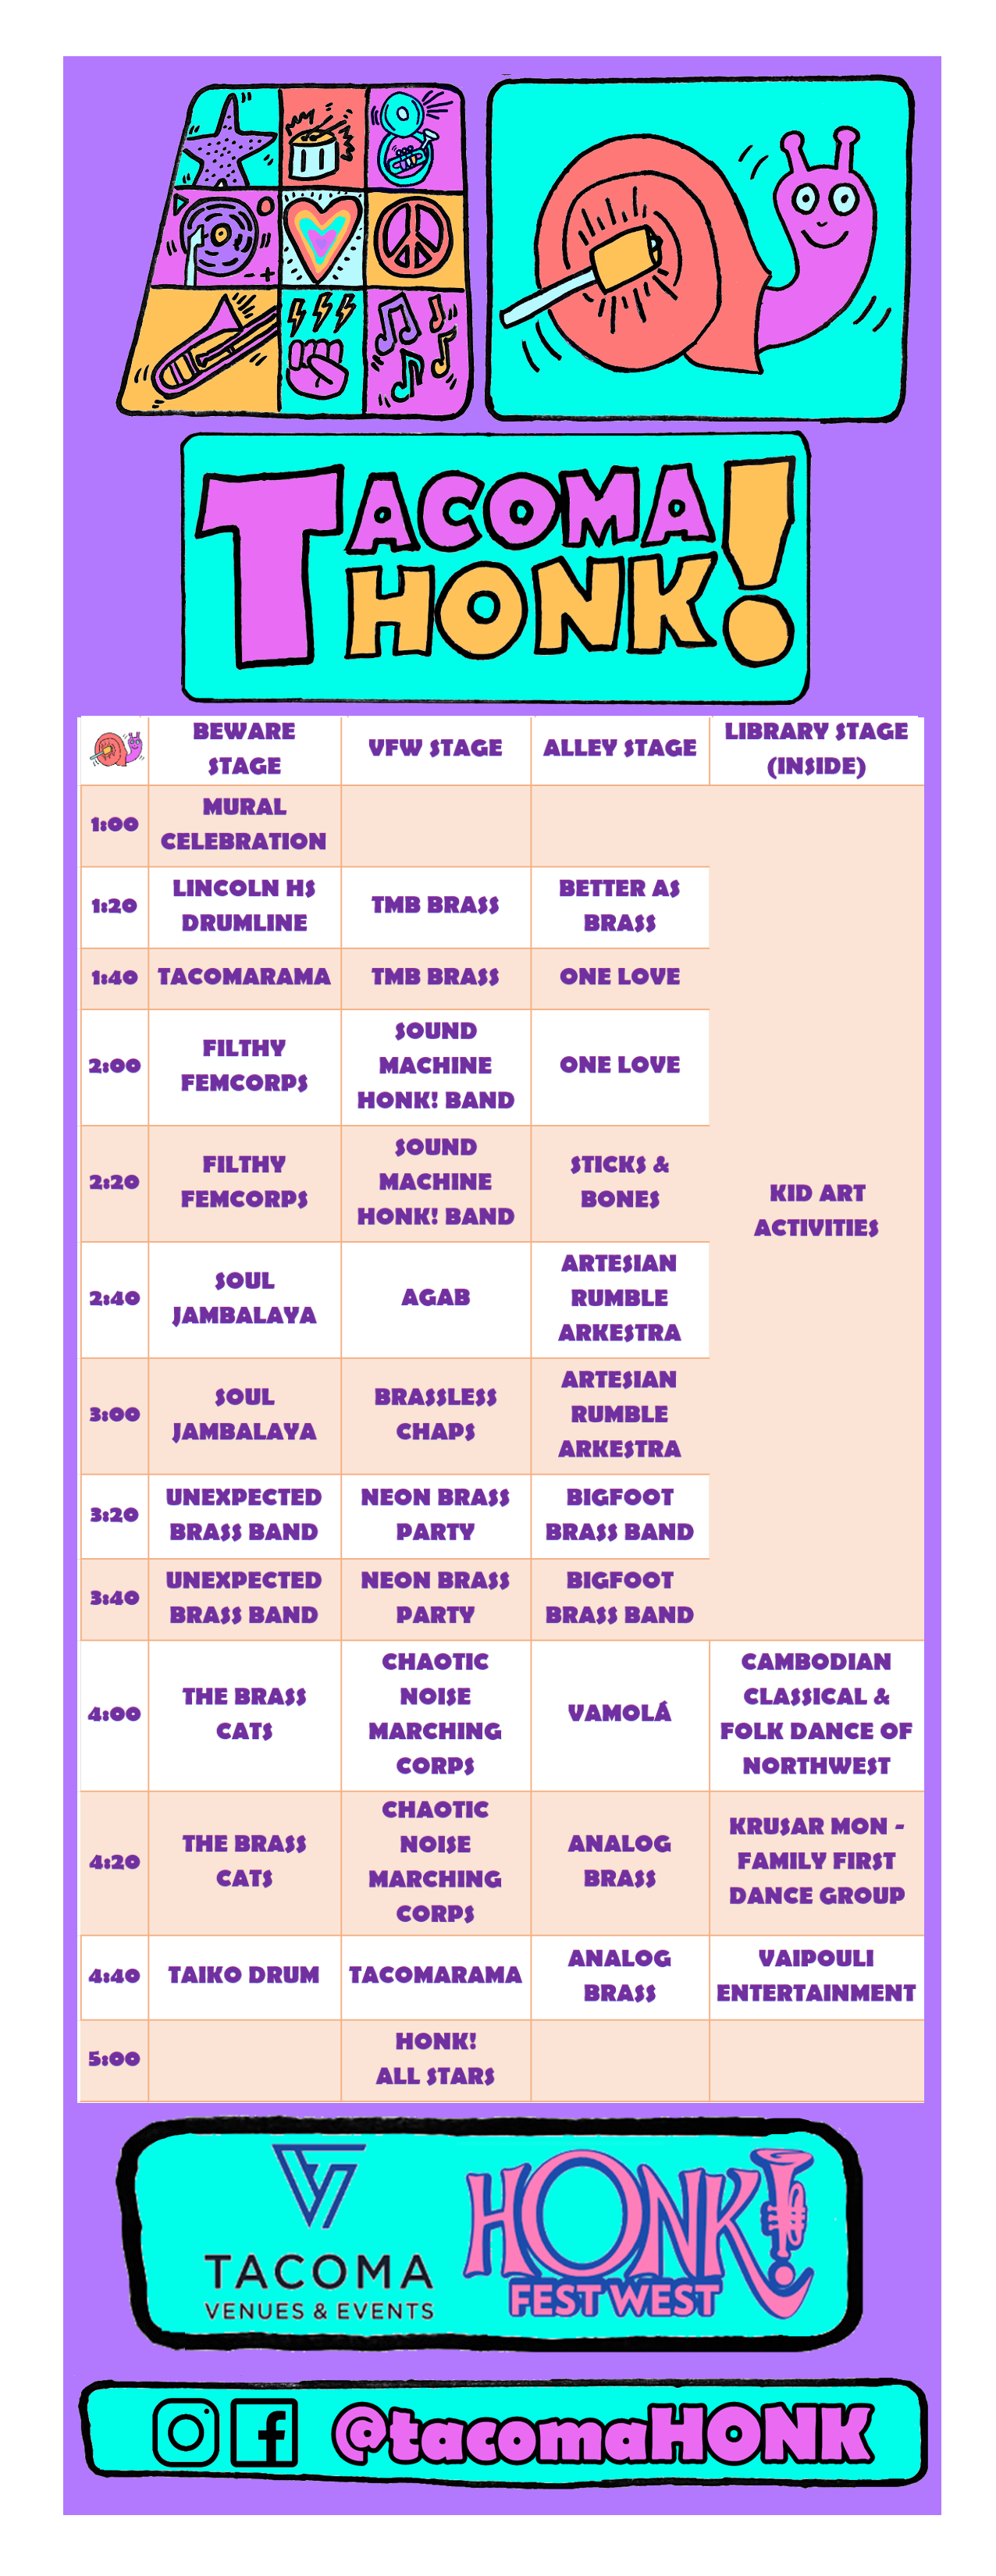 TACOMA
HONK!
BEWARE
STAGE
VFW STAGE
ALLEY STAGE
LIBRARY STAGE
(INSIDE)
1:00
MURAL
CELEBRATION
1:20
LINCOLN HS
DRUMLINE
TMB BRASS
BETTER AS
BRASS
1:40
TACOMARAMA
TMB BRASS
ONE LOVE
2:00
FILTHY
FEMCORPS
SOUND
MACHINE
HONK! BAND
ONE LOVE
2:20
FILTHY
FEMCORPS
SOUND
MACHINE
HONK! BAND
STICKS &
BONES
KID ART
ACTIVITIES
2:40
SOUL
JAMBALAYA
AGAB
ARTESIAN
RUMBLE
ARKESTRA
3:00
SOUL
JAMBALAYA
BRASSLESS
CHAPS
ARTESIAN
RUMBLE
ARKESTRA
3:20
UNEXPECTED
BRASS BAND
NEON BRASS
PARTY
BIGFOOT
BRASS BAND
3:40
UNEXPECTED
BRASS BAND
NEON BRASS
PARTY
BIGFOOT
BRASS BAND
4:00
THE BRASS
CATS
CHAOTIC
NOISE
MARCHING
CORPS
VAMOLÁ
CAMBODIAN
CLASSICAL &
FOLK DANCE OF
NORTHWEST
4:20
THE BRASS
CATS
CHAOTIC
NOISE
MARCHING
CORPS
ANALOG
BRASS
KRUSAR MON -
FAMILY FIRST
DANCE GROUP
4:40
TAIKO DRUM
TACOMARAMA
ANALOG
BRASS
VAIPOULI
ENTERTAINMENT
5:00
HONK!
ALL STARS
TACOMA
VENUES & EVENTS
HONK!
FEST WEST
@tacomaHONK